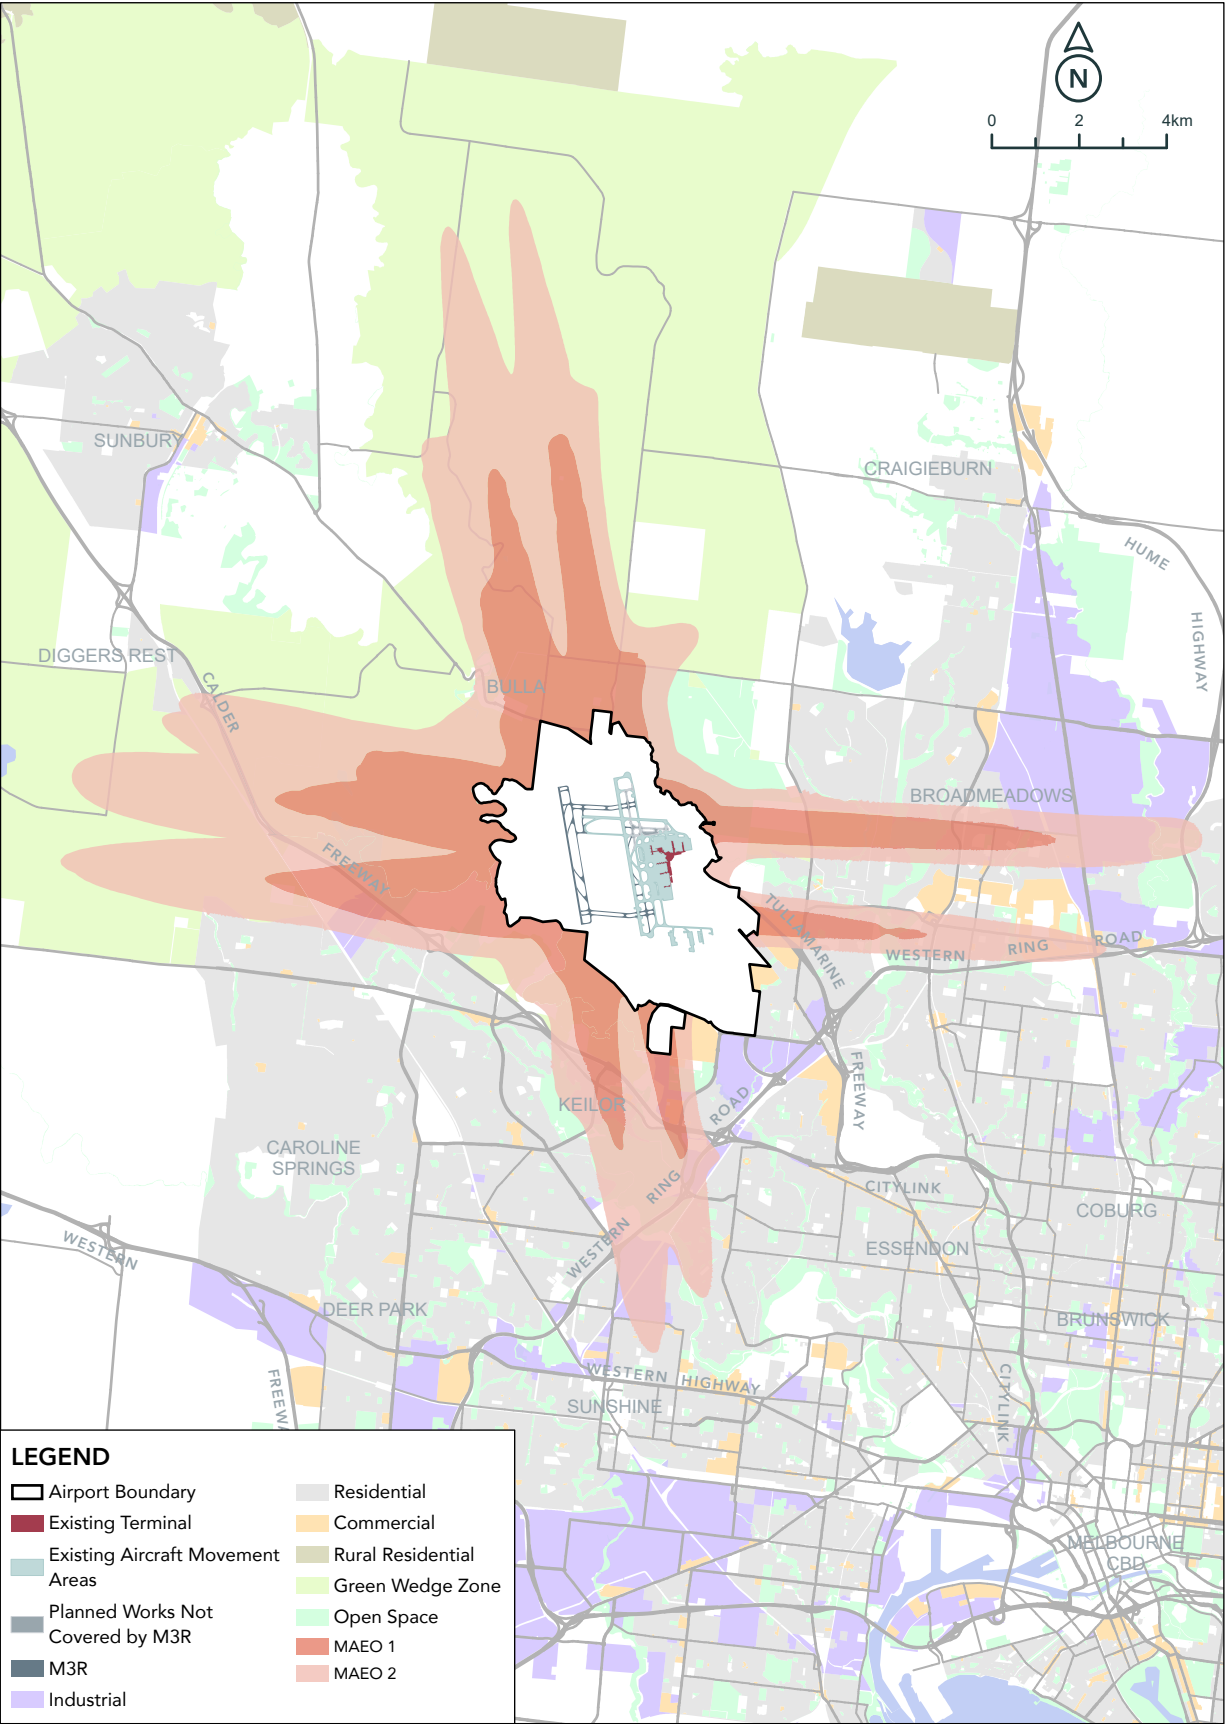 N
0 2 4km
SUNBURY
CRAIGIEBURN
HUME
HIGHWAY
DIGGERS REST
CALDER
BULLA
BROADMEADOWS
FREEWAY
TULLAMARINE
WESTERN RING ROAD
FREEWAY
KEILOR
ROAD
CAROLINE
SPRINGS
RING
CITYLINK
COBURG
WESTERN
WESTERN
ESSENDON
DEER PARK
BRUNSWICK
WESTERN HIGHWAY
CITYLINK
FREEWA
SUNSHINE
MELBOURNE
CBD
LEGEND
Airport Boundary
Existing Terminal
Existing Aircraft Movement
Areas
Planned Works Not
Covered by M3R
M3R
Industrial
Residential
Commercial
Rural Residential
Green Wedge Zone
Open Space
MAEO 1
MAEO 2